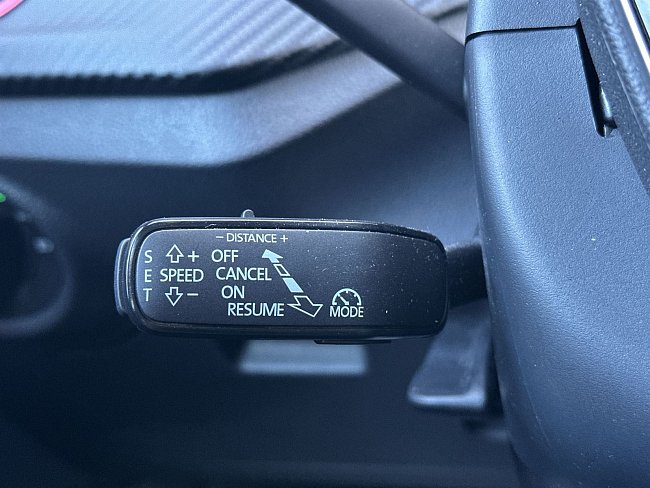 - DISTANCE +
S
E
T
+
SPEED
-
OFF
CANCEL
ON
RESUME
MODE